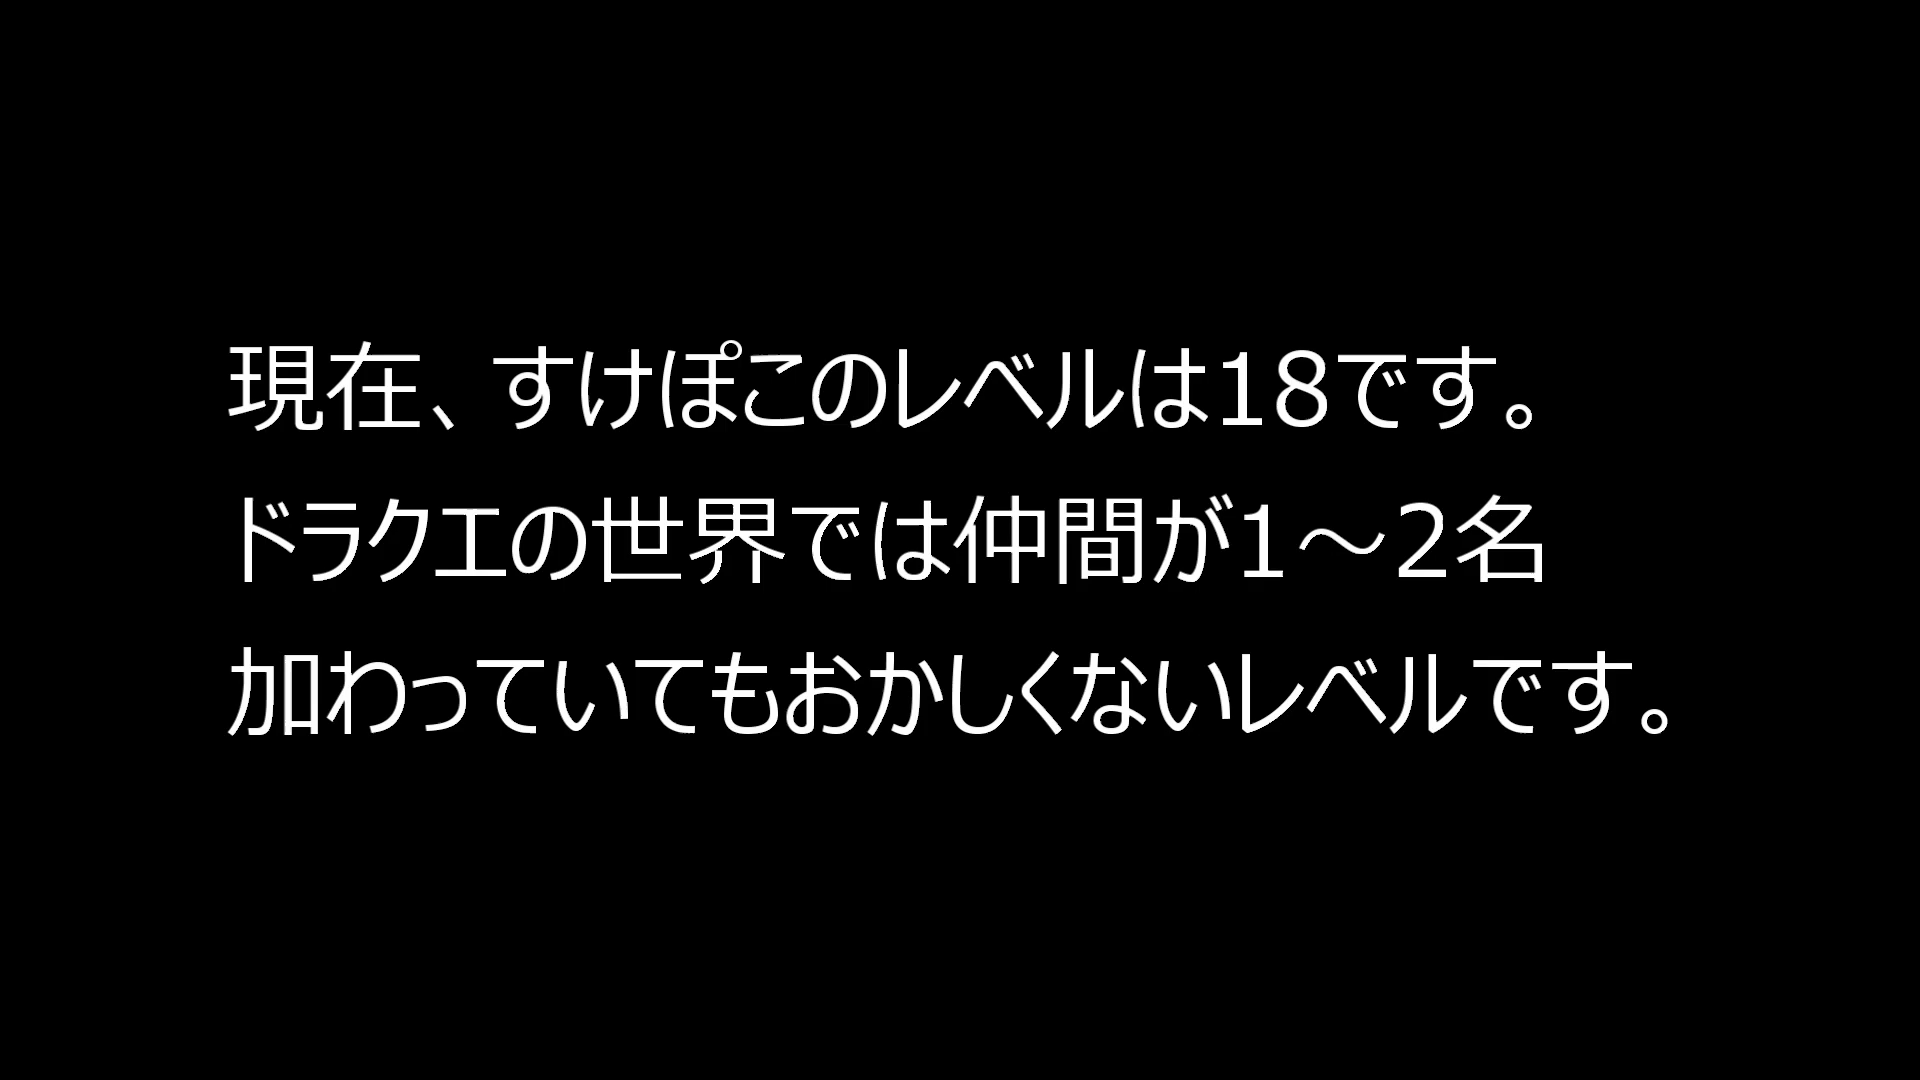 現在、すけぽこのレベルは18です。
ドラクエの世界では仲間が1～2名
加わっていてもおかしくないレベルです。